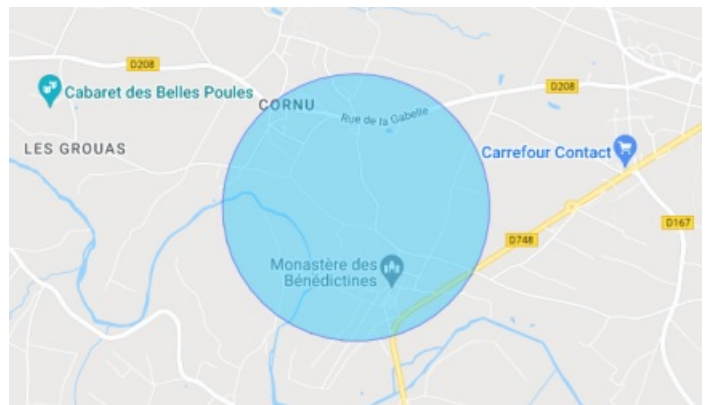 D208
Cabaret des Belles Poules
CORNU
D208
Rue de la Gabelle
LES GROUAS
Carrefour Contact
D167
D748
Monastère des
Bénédictines